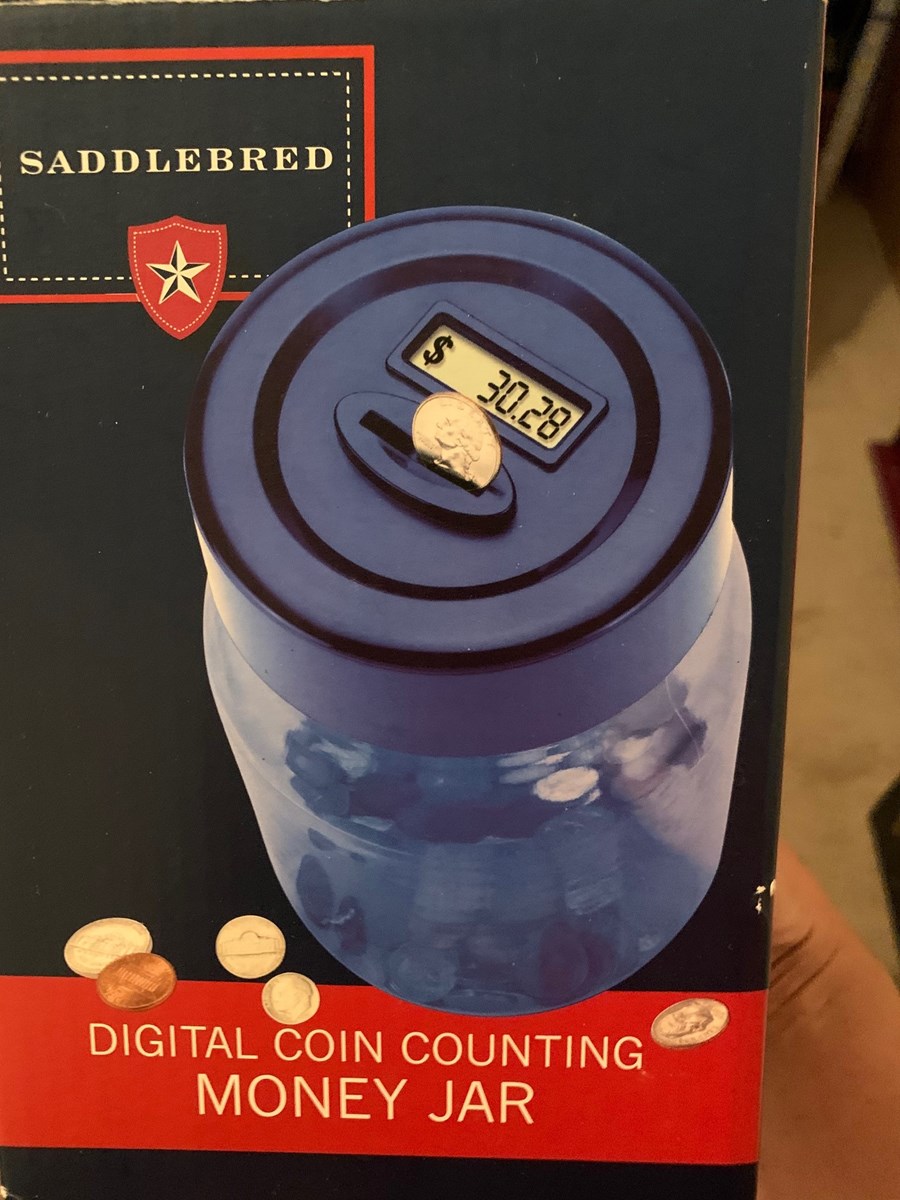 SADDLEBRED
$ 30.28
DIGITAL COIN COUNTING
MONEY JAR